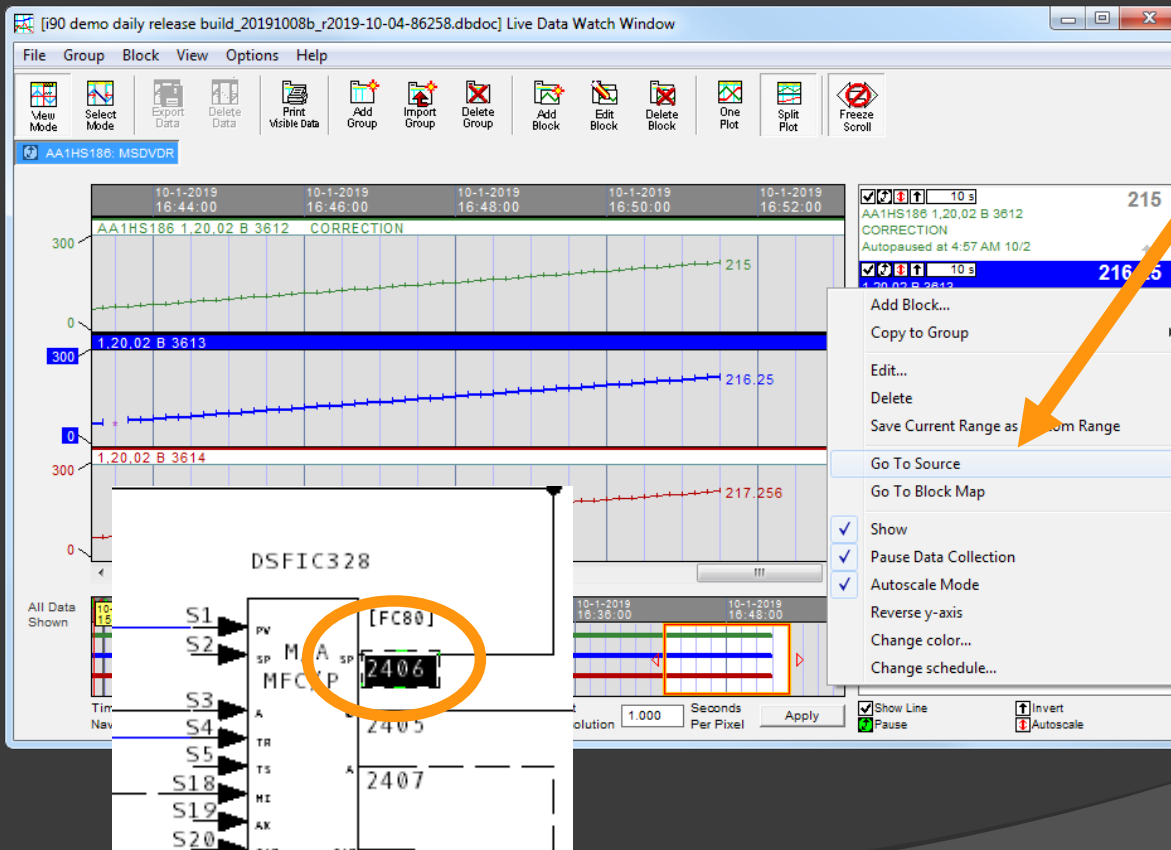 [i90 demo daily release build_20191008b_r2019-10-04-86258.dbdoc] Live Data Watch Window
File Group Block View Options Help
View Mode
Select Mode
Export Data
Delete Data
Print Visible Data
Add Group
Import Group
Delete Group
Add Block
Edit Block
Delete Block
One Plot
Split Plot
Freeze Scroll
AA1HS186: MSDVDR
10-1-2019 16:44:00
10-1-2019 16:46:00
10-1-2019 16:48:00
10-1-2019 16:50:00
10-1-2019 16:52:00
AA1HS186 1,20,02 B 3612 CORRECTION
300
0
215
1,20,02 B 3613
300
0
216.25
1,20,02 B 3614
300
0
217.256
10 s
215
AA1HS186 1,20,02 B 3612
CORRECTION
Autopaused at 4:57 AM 10/2
10 s
1,20,02 B 3613
Add Block...
Copy to Group
Edit...
Delete
Save Current Range as Range
Go To Source
Go To Block Map
Show
Pause Data Collection
Autoscale Mode
Reverse y-axis
Change color...
Change schedule...
All Data Shown
10-1-2019 16:36:00
10-1-2019 16:48:00
1.000
Seconds Per Pixel
Apply
Show Line
Pause
Invert
Autoscale
DSFIC328
S1
S2
S3
S4
S5
S18
S19
S20
PV
SP
A
TR
TS
MI
AX
MFC/P
SP
A
[FC80]
2406
2405
2407